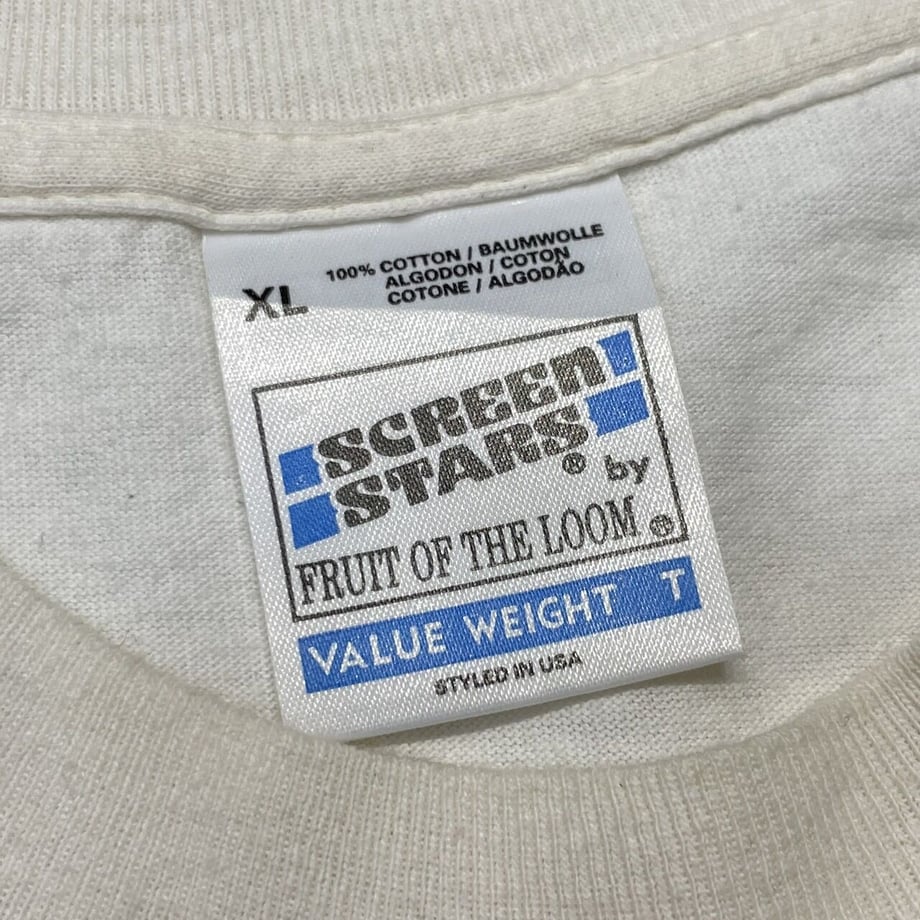 XL
100% COTTON / BAUMWOLLE
ALGODON / COTON
COTONE / ALGODÃO
SCREEN
STARS® by
FRUIT OF THE LOOM®
VALUE WEIGHT T
STYLED IN USA